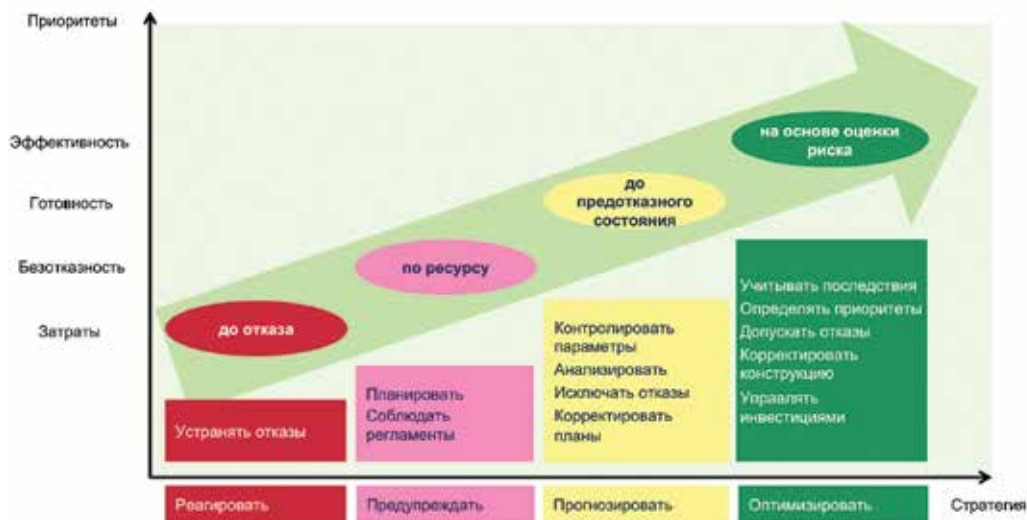 Приоритеты
Эффективность
Готовность
Безотказность
Затраты
до отказа
по ресурсу
до
предотказного
состояния
на основе оценки
риска
Устранять отказы
Планировать
Соблюдать
регламенты
Контролировать
параметры
Анализировать
Исключать отказы
Корректировать
планы
Учитывать последствия
Определять приоритеты
Допускать отказы
Корректировать
конструкцию
Управлять
инвестициями
Реагировать
Предупреждать
Прогнозировать
Оптимизировать
Стратегия